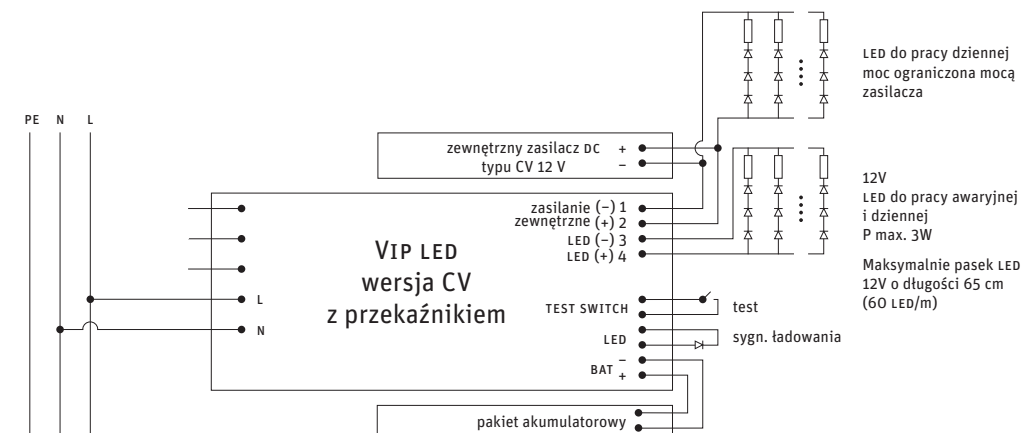 PE N L
zewnętrzny zasilacz DC +
typu CV 12 V –
LED do pracy dziennej
moc ograniczona mocą
zasilacza
12V
LED do pracy awaryjnej
i dziennej
P max. 3W
Maksymalnie pasek LED
12V o długości 65 cm
(60 LED/m)
VIP LED
wersja CV
z przekaźnikiem
L
N
zasilanie (–) 1
zewnętrzne (+) 2
LED (–) 3
LED (+) 4
TEST SWITCH
test
LED
sygn. ładowania
BAT –
+
pakiet akumulatorowy